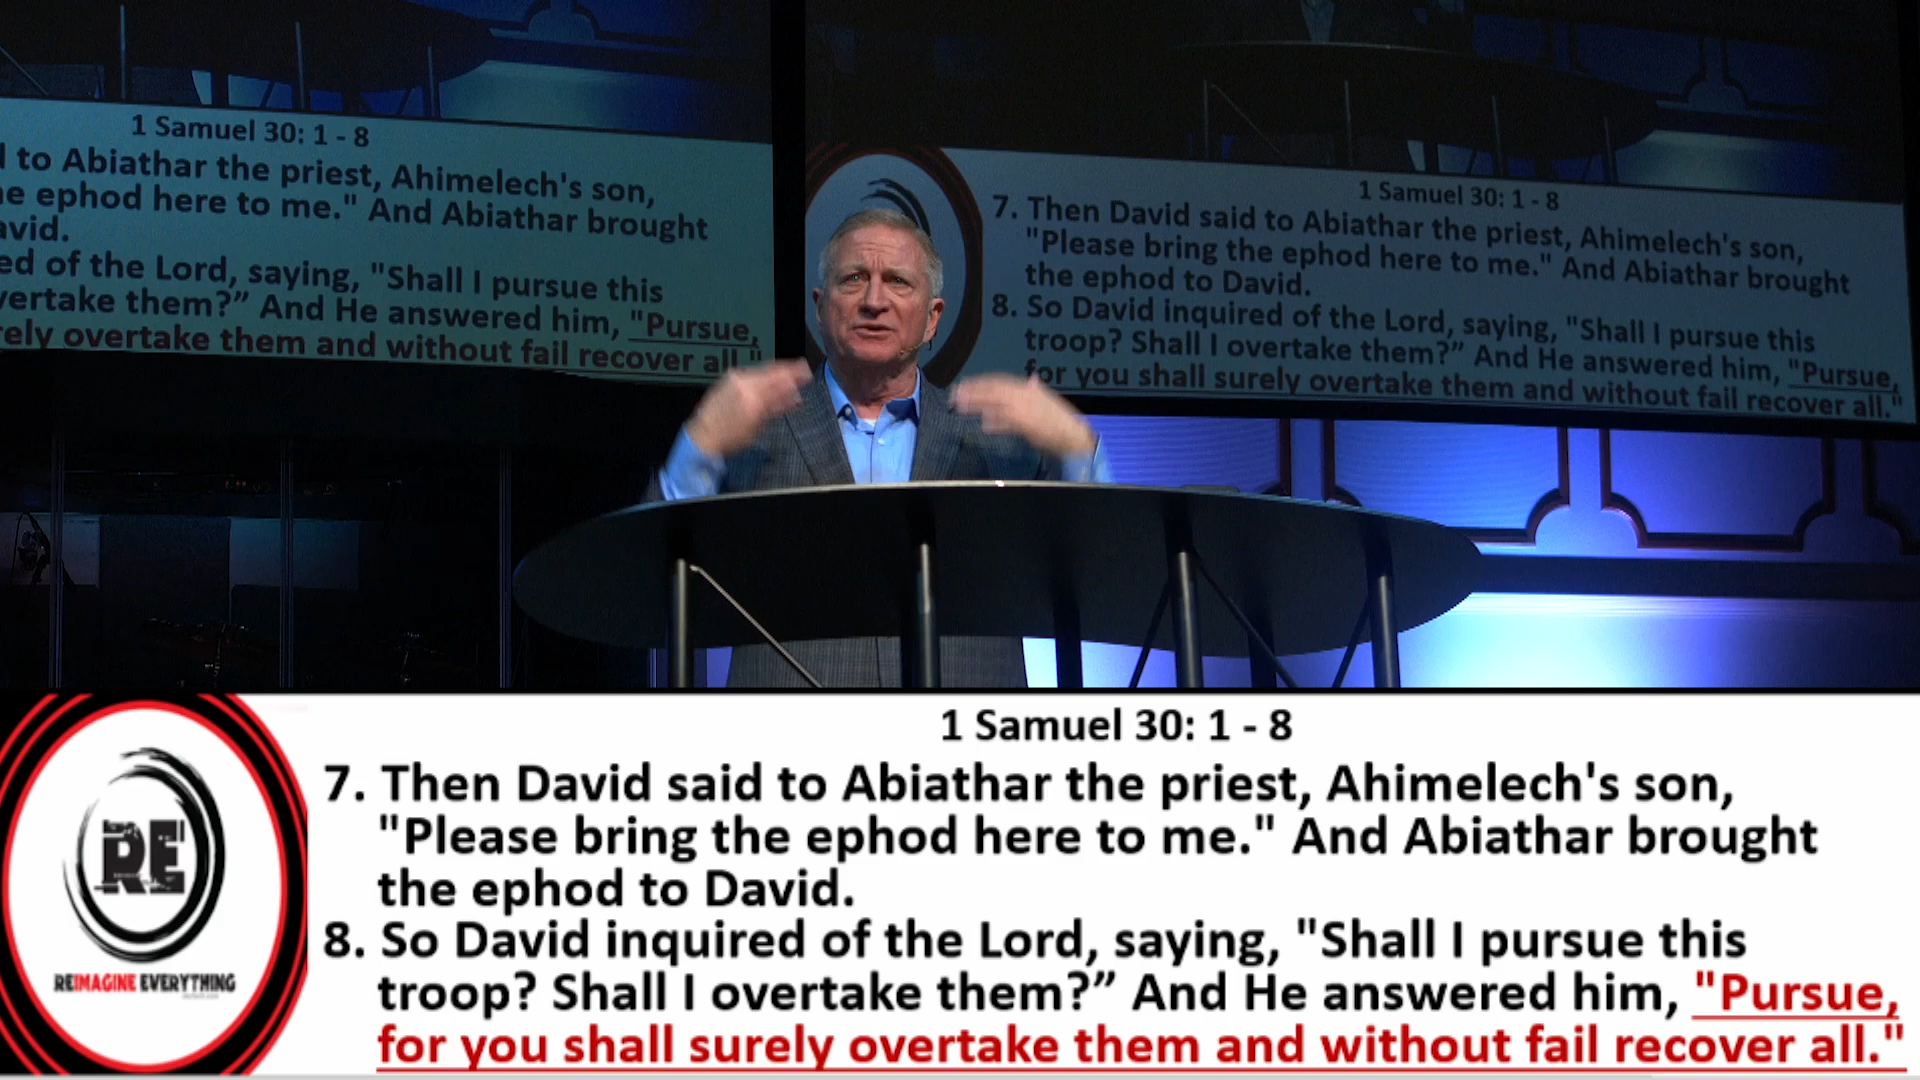 1 Samuel 30: 1 - 8
l to Abiathar the priest, Ahimelech's son,
e ephod here to me." And Abiathar brought
avid.
ed of the Lord, saying, "Shall I pursue this
vertake them?” And He answered him, "Pursue,
rely overtake them and without fail recover all."
1 Samuel 30: 1 - 8
7. Then David said to Abiathar the priest, Ahimelech's son,
"Please bring the ephod here to me." And Abiathar brought
the ephod to David.
8. So David inquired of the Lord, saying, "Shall I pursue this
troop? Shall I overtake them?” And He answered him, "Pursue,
for you shall surely overtake them and without fail recover all."
RE
REIMAGINE EVERYTHING
1 Samuel 30: 1 - 8
7. Then David said to Abiathar the priest, Ahimelech's son,
"Please bring the ephod here to me." And Abiathar brought
the ephod to David.
8. So David inquired of the Lord, saying, "Shall I pursue this
troop? Shall I overtake them?” And He answered him, "Pursue,
for you shall surely overtake them and without fail recover all."